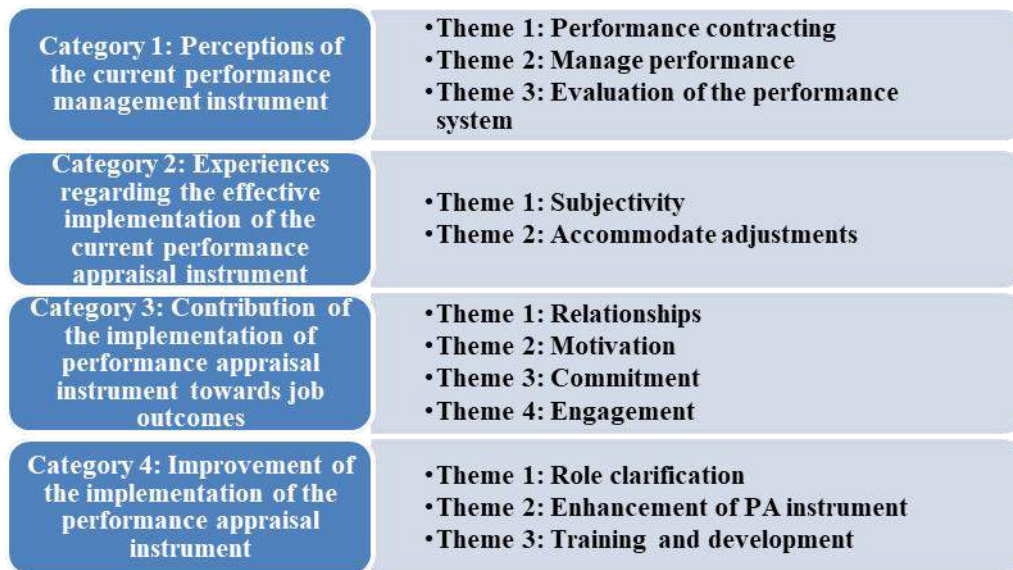 Category 1: Perceptions of
the current performance
management instrument
•Theme 1: Performance contracting
•Theme 2: Manage performance
•Theme 3: Evaluation of the performance
system
Category 2: Experiences
regarding the effective
implementation of the
current performance
appraisal instrument
•Theme 1: Subjectivity
•Theme 2: Accommodate adjustments
Category 3: Contribution of
the implementation of
performance appraisal
instrument towards job
outcomes
•Theme 1: Relationships
•Theme 2: Motivation
•Theme 3: Commitment
•Theme 4: Engagement
Category 4: Improvement of
the implementation of the
performance appraisal
instrument
•Theme 1: Role clarification
•Theme 2: Enhancement of PA instrument
•Theme 3: Training and development